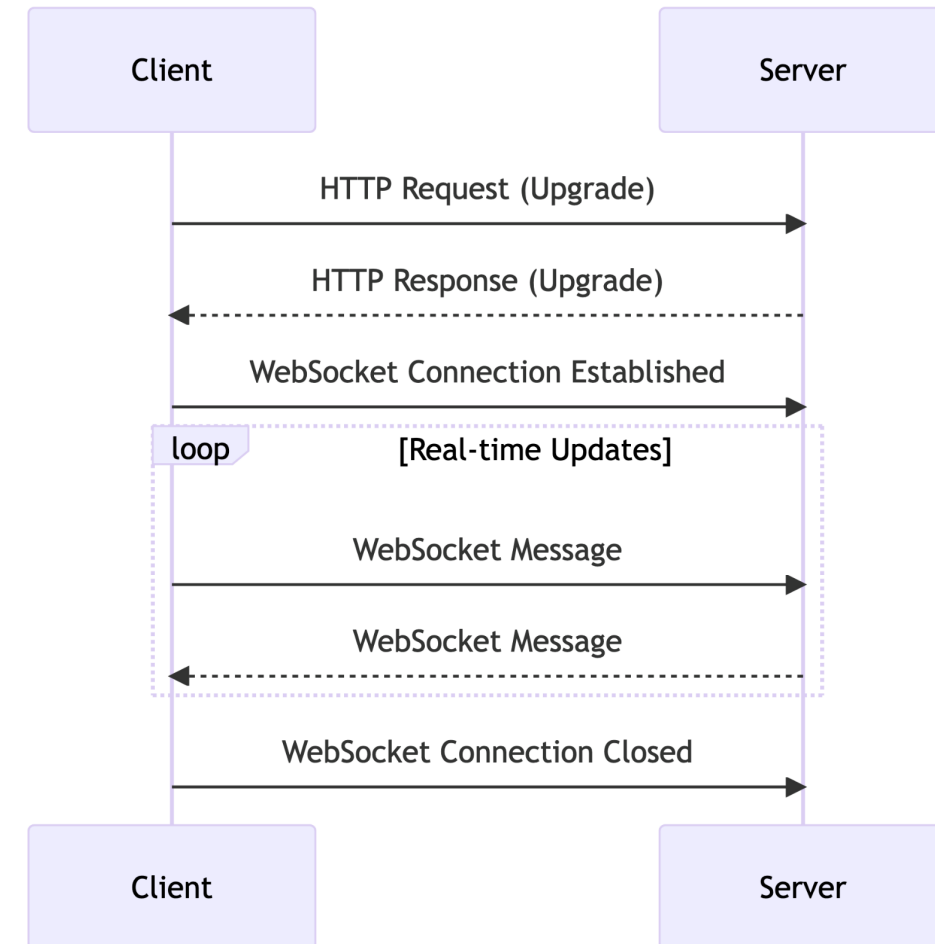 Client Server
HTTP Request (Upgrade)
HTTP Response (Upgrade)
WebSocket Connection Established
loop [Real-time Updates]
WebSocket Message
WebSocket Message
WebSocket Connection Closed
Client Server